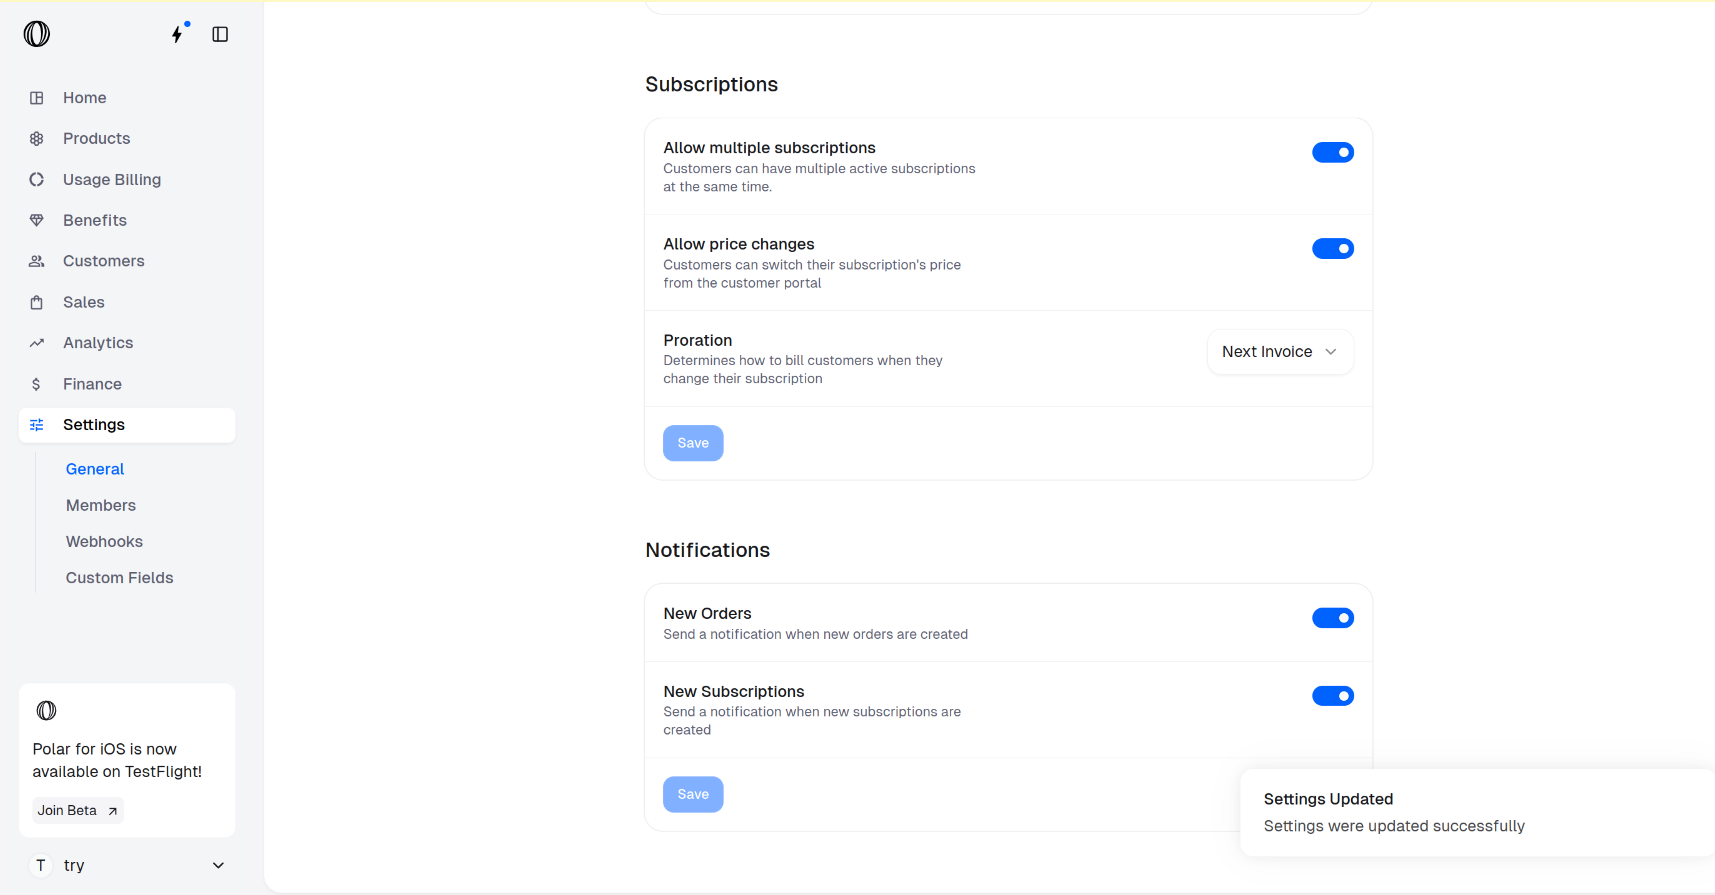 Home
Products
Usage Billing
Benefits
Customers
Sales
Analytics
Finance
Settings
General
Members
Webhooks
Custom Fields
Polar for iOS is now
available on TestFlight!
Join Beta
T try
Subscriptions
Allow multiple subscriptions
Customers can have multiple active subscriptions
at the same time.
Allow price changes
Customers can switch their subscription's price
from the customer portal
Proration
Determines how to bill customers when they
change their subscription
Next Invoice
Save
Notifications
New Orders
Send a notification when new orders are created
New Subscriptions
Send a notification when new subscriptions are
created
Save
Settings Updated
Settings were updated successfully